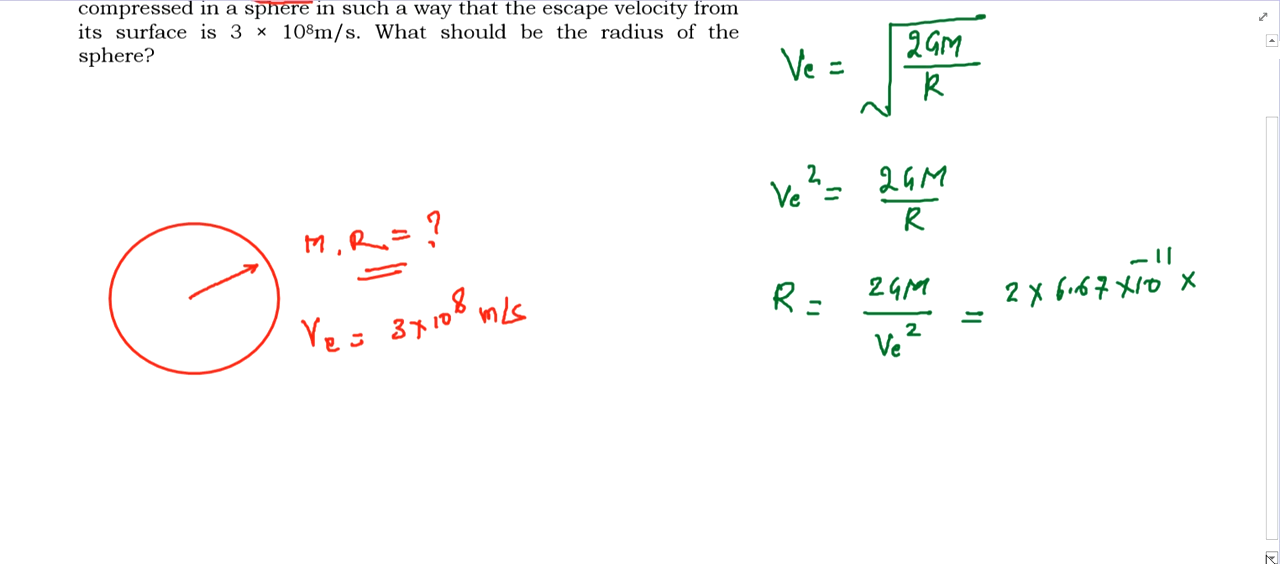 compressed in a sphere in such a way that the escape velocity from
its surface is 3 × 10⁸m/s. What should be the radius of the
sphere?
Ve = √(2GM/R)
Ve² = 2GM/R
M, R = ?
Ve = 3×10⁸ m/s
R = 2GM/Ve² = 2 × 6.67 × 10⁻¹¹ ×